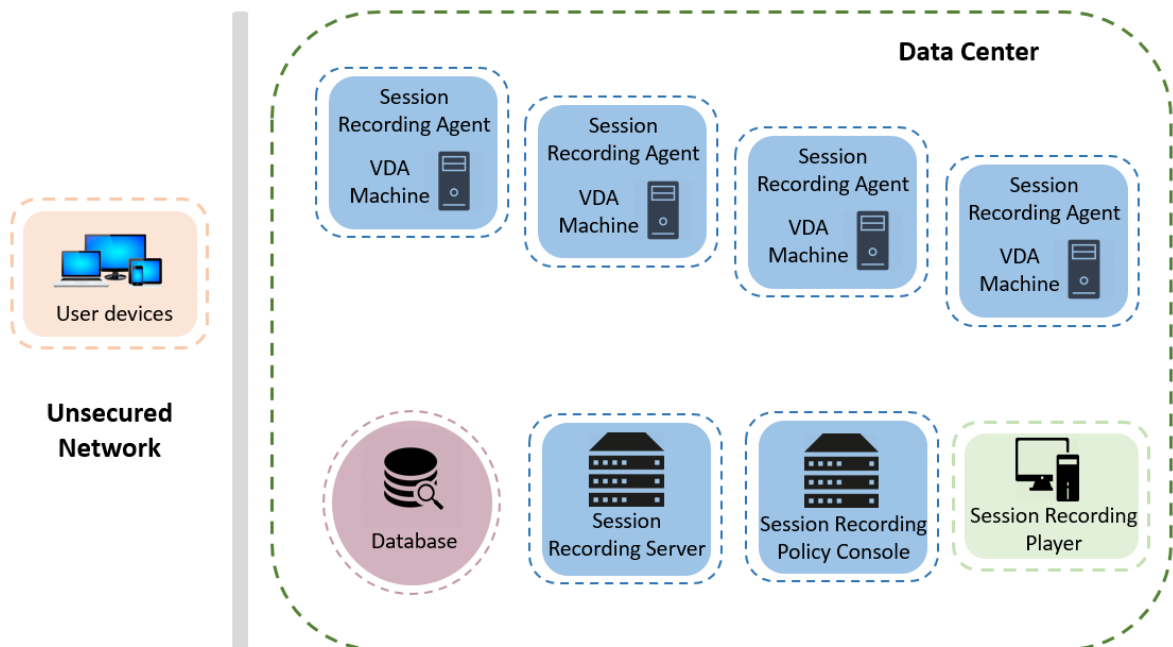 Data Center
Session
Recording Agent
VDA
Machine
Session
Recording Agent
VDA
Machine
Session
Recording Agent
VDA
Machine
Session
Recording Agent
VDA
Machine
User devices
Unsecured
Network
Database
Session
Recording Server
Session Recording
Policy Console
Session Recording
Player